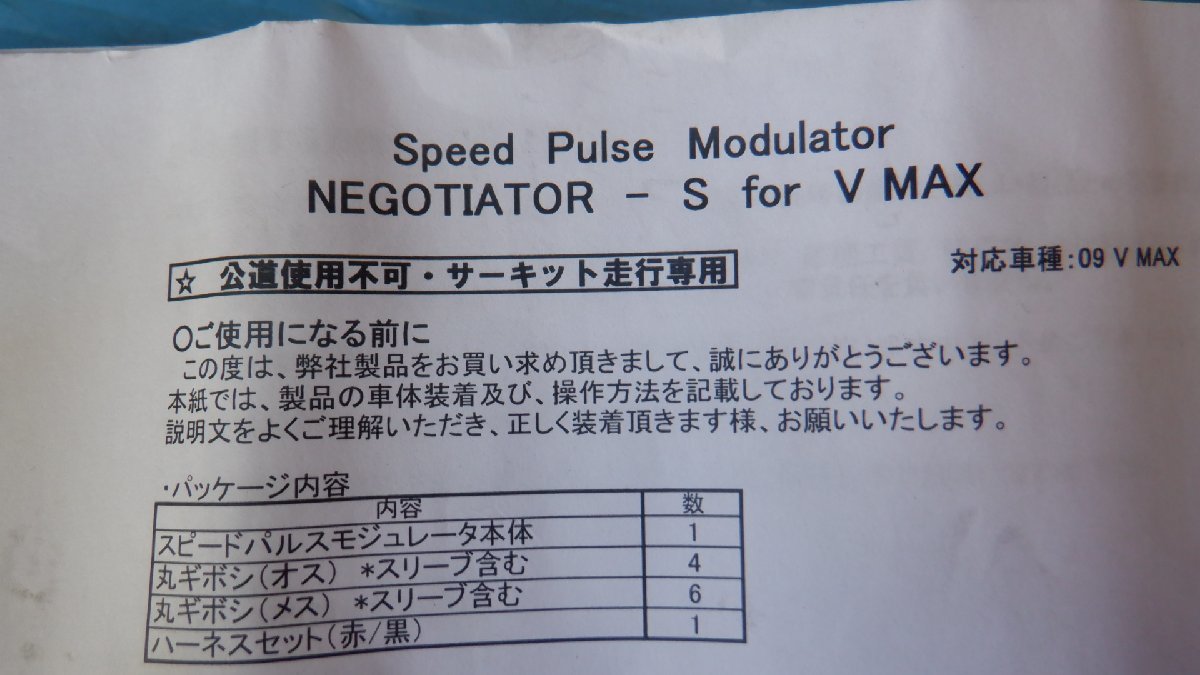 Speed Pulse Modulator
NEGOTIATOR - S for V MAX
☆ 公道使用不可・サーキット走行専用
対応車種:09 V MAX
○ご使用になる前に
この度は、弊社製品をお買い求め頂きまして、誠にありがとうございます。
本紙では、製品の車体装着及び、操作方法を記載しております。
説明文をよくご理解いただき、正しく装着頂きます様、お願いいたします。
・パッケージ内容
内容 数
スピードパルスモジュレータ本体 1
丸ギボシ(オス) *スリーブ含む 4
丸ギボシ(メス) *スリーブ含む 6
ハーネスセット(赤/黒) 1